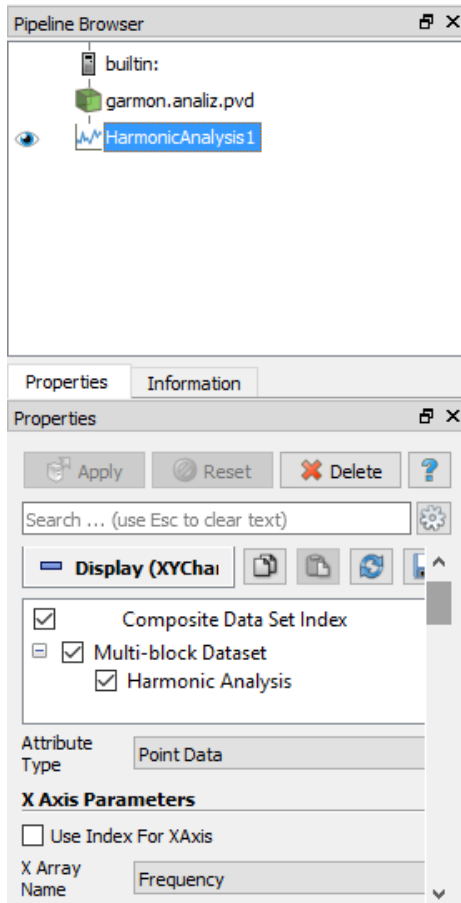 Pipeline Browser
builtin:
garmon.analiz.pvd
HarmonicAnalysis1
Properties Information
Properties
Apply Reset Delete ?
Search ... (use Esc to clear text)
Display (XYChar
Composite Data Set Index
Multi-block Dataset
Harmonic Analysis
Attribute
Type
Point Data
X Axis Parameters
Use Index For XAxis
X Array
Name
Frequency